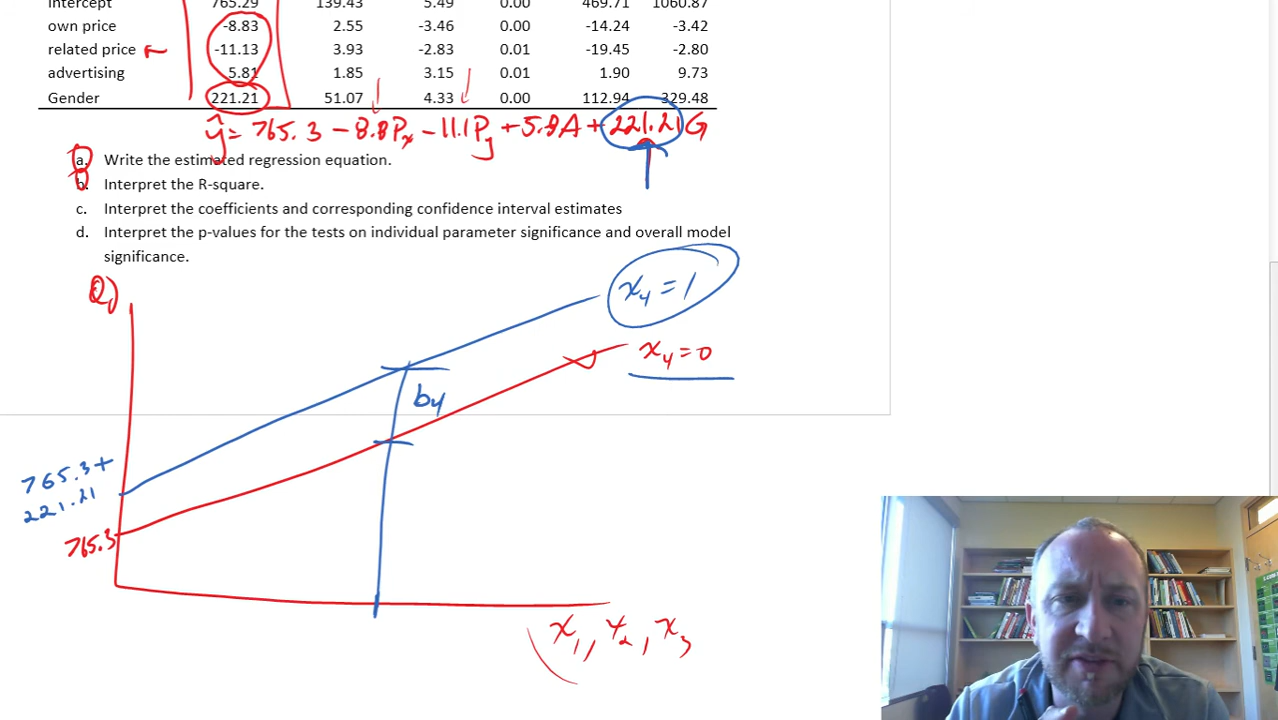 Intercept 765.29 139.43 5.49 0.00 469.71 1060.87
own price -8.83 2.55 -3.46 0.00 -14.24 -3.42
related price -11.13 3.93 -2.83 0.01 -19.45 -2.80
advertising 5.81 1.85 3.15 0.01 1.90 9.73
Gender 221.21 51.07 4.33 0.00 112.94 329.48
ŷ = 765.3 - 8.8Px - 11.1Py + 5.8A + 221.21G
a. Write the estimated regression equation.
b. Interpret the R-square.
c. Interpret the coefficients and corresponding confidence interval estimates
d. Interpret the p-values for the tests on individual parameter significance and overall model
significance.
x4 = 1
x4 = 0
b4
765.3 +
221.21
765.3
x1, x2, x3